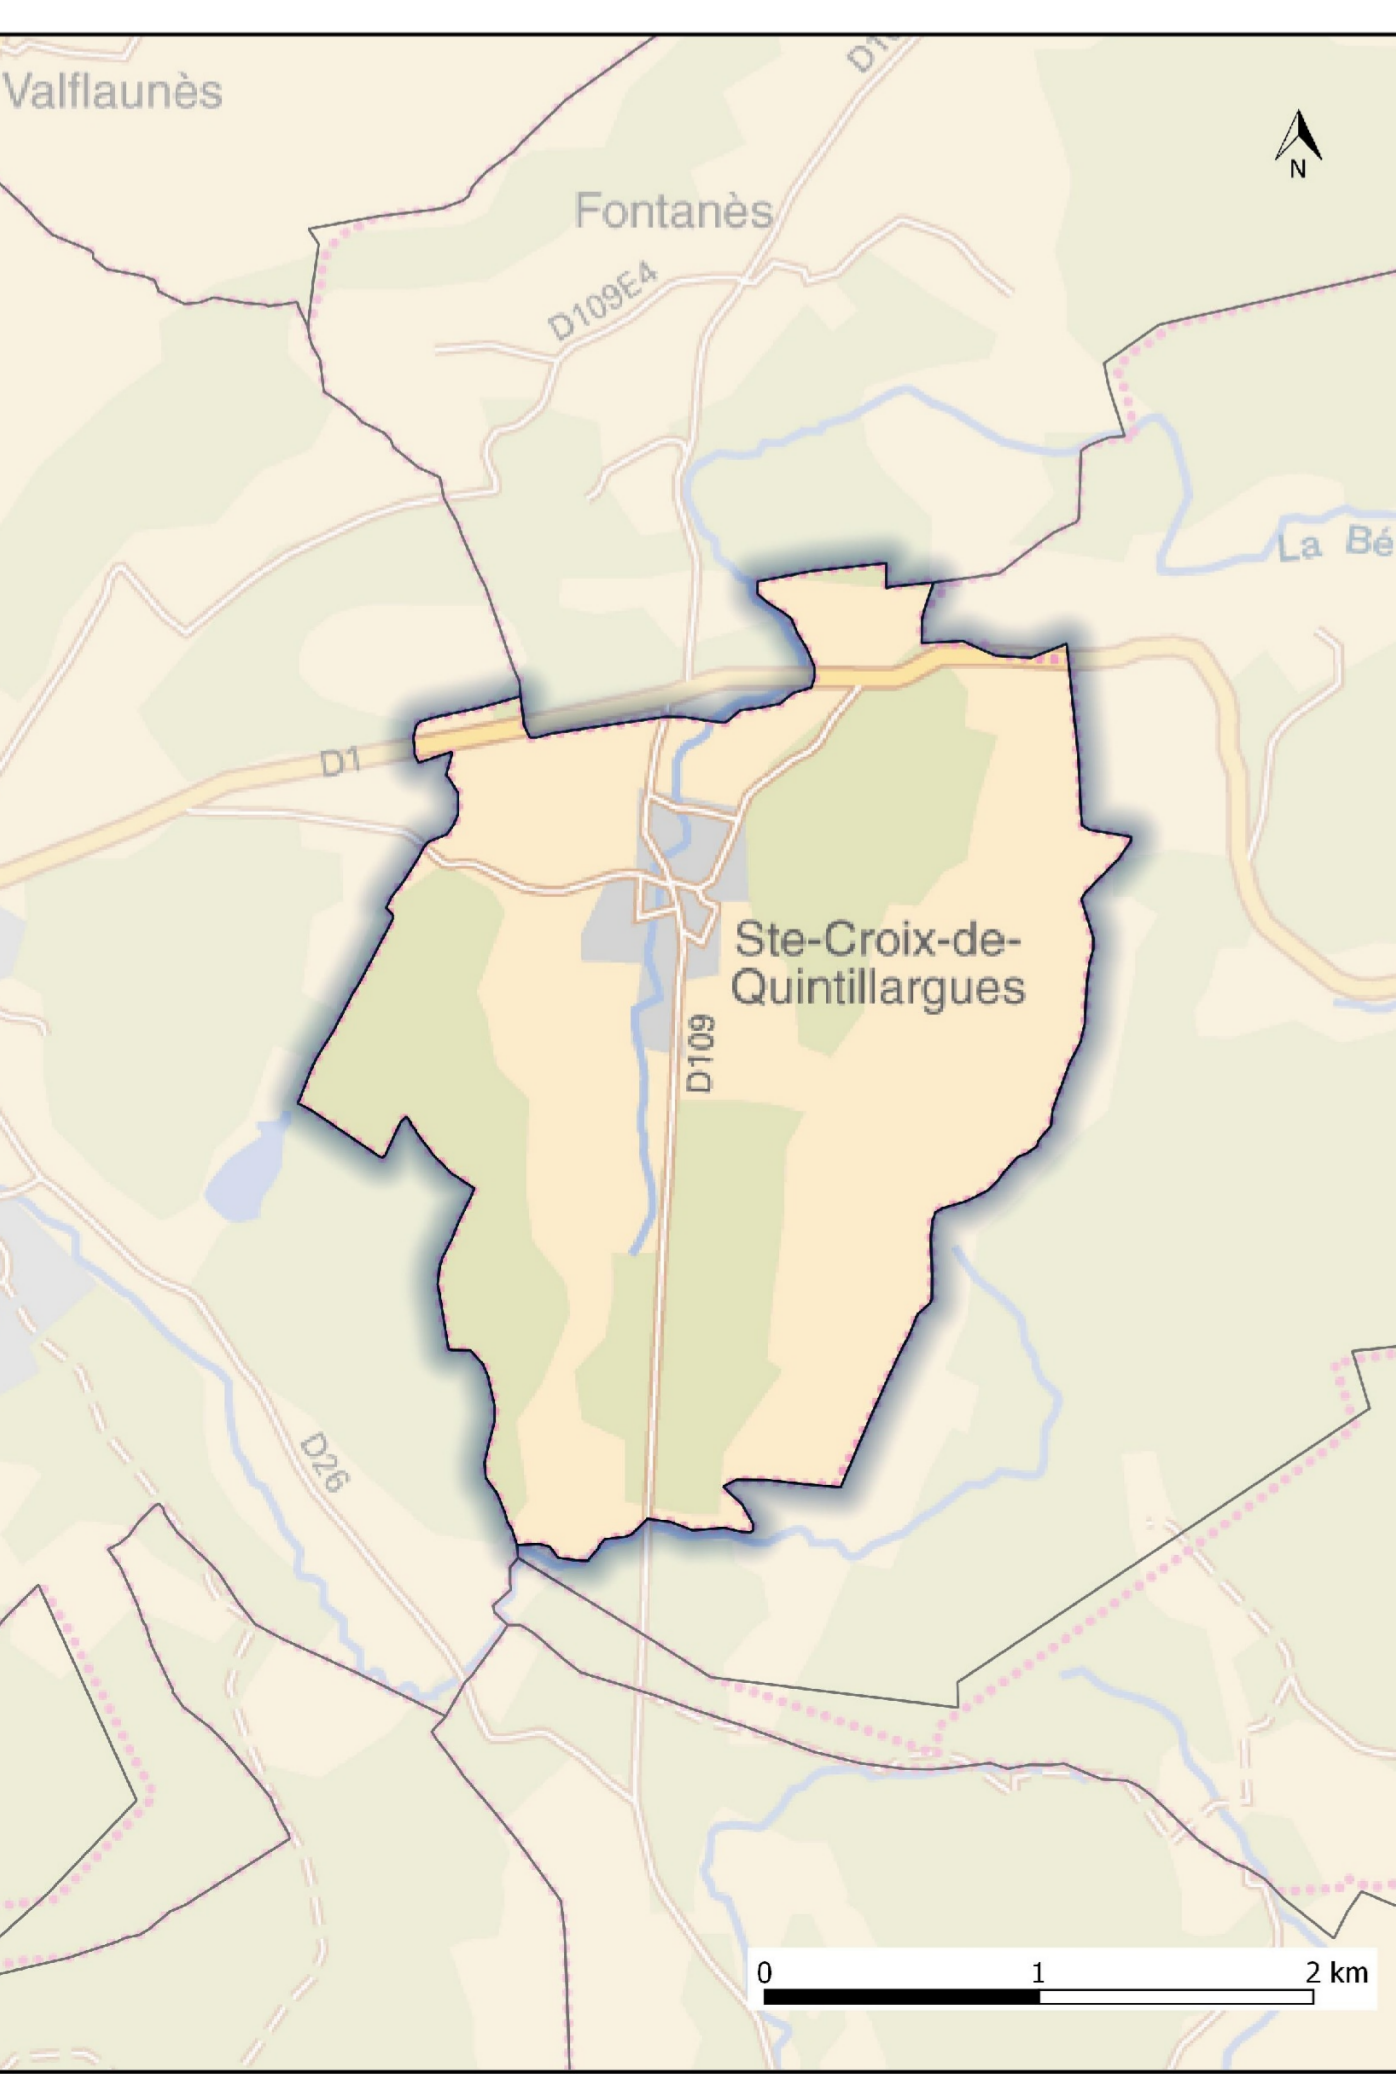 Valflaunès
N
Fontanès
D109E4
La Bé
D1
Ste-Croix-de-
Quintillargues
D109
D26
0 1 2 km